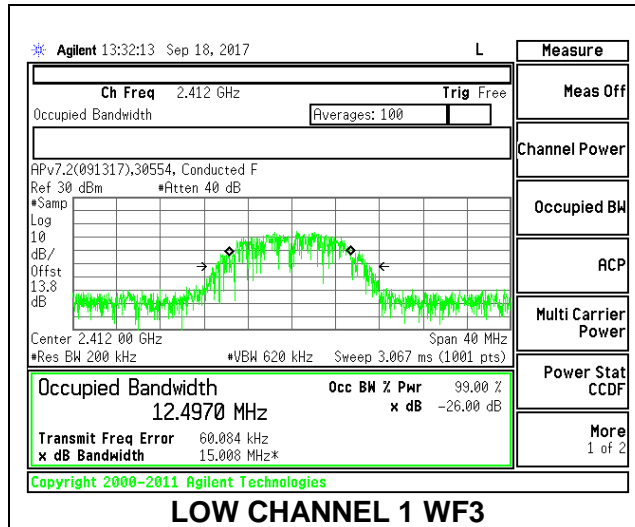 Agilent 13:32:13 Sep 18, 2017 L
Measure
Ch Freq 2.412 GHz Trig Free
Meas Off
Occupied Bandwidth Averages: 100
Channel Power
APv7.2(091317),30554, Conducted F
Ref 30 dBm #Atten 40 dB
Occupied BW
#Samp
Log
10
dB/
Offst
13.8
dB
ACP
Multi Carrier
Power
Center 2.412 00 GHz Span 40 MHz
#Res BW 200 kHz #VBW 620 kHz Sweep 3.067 ms (1001 pts)
Power Stat
CCDF
Occupied Bandwidth Occ BW % Pwr 99.00 %
12.4970 MHz x dB -26.00 dB
Transmit Freq Error 60.084 kHz
x dB Bandwidth 15.008 MHz*
More
1 of 2
Copyright 2000-2011 Agilent Technologies
LOW CHANNEL 1 WF3